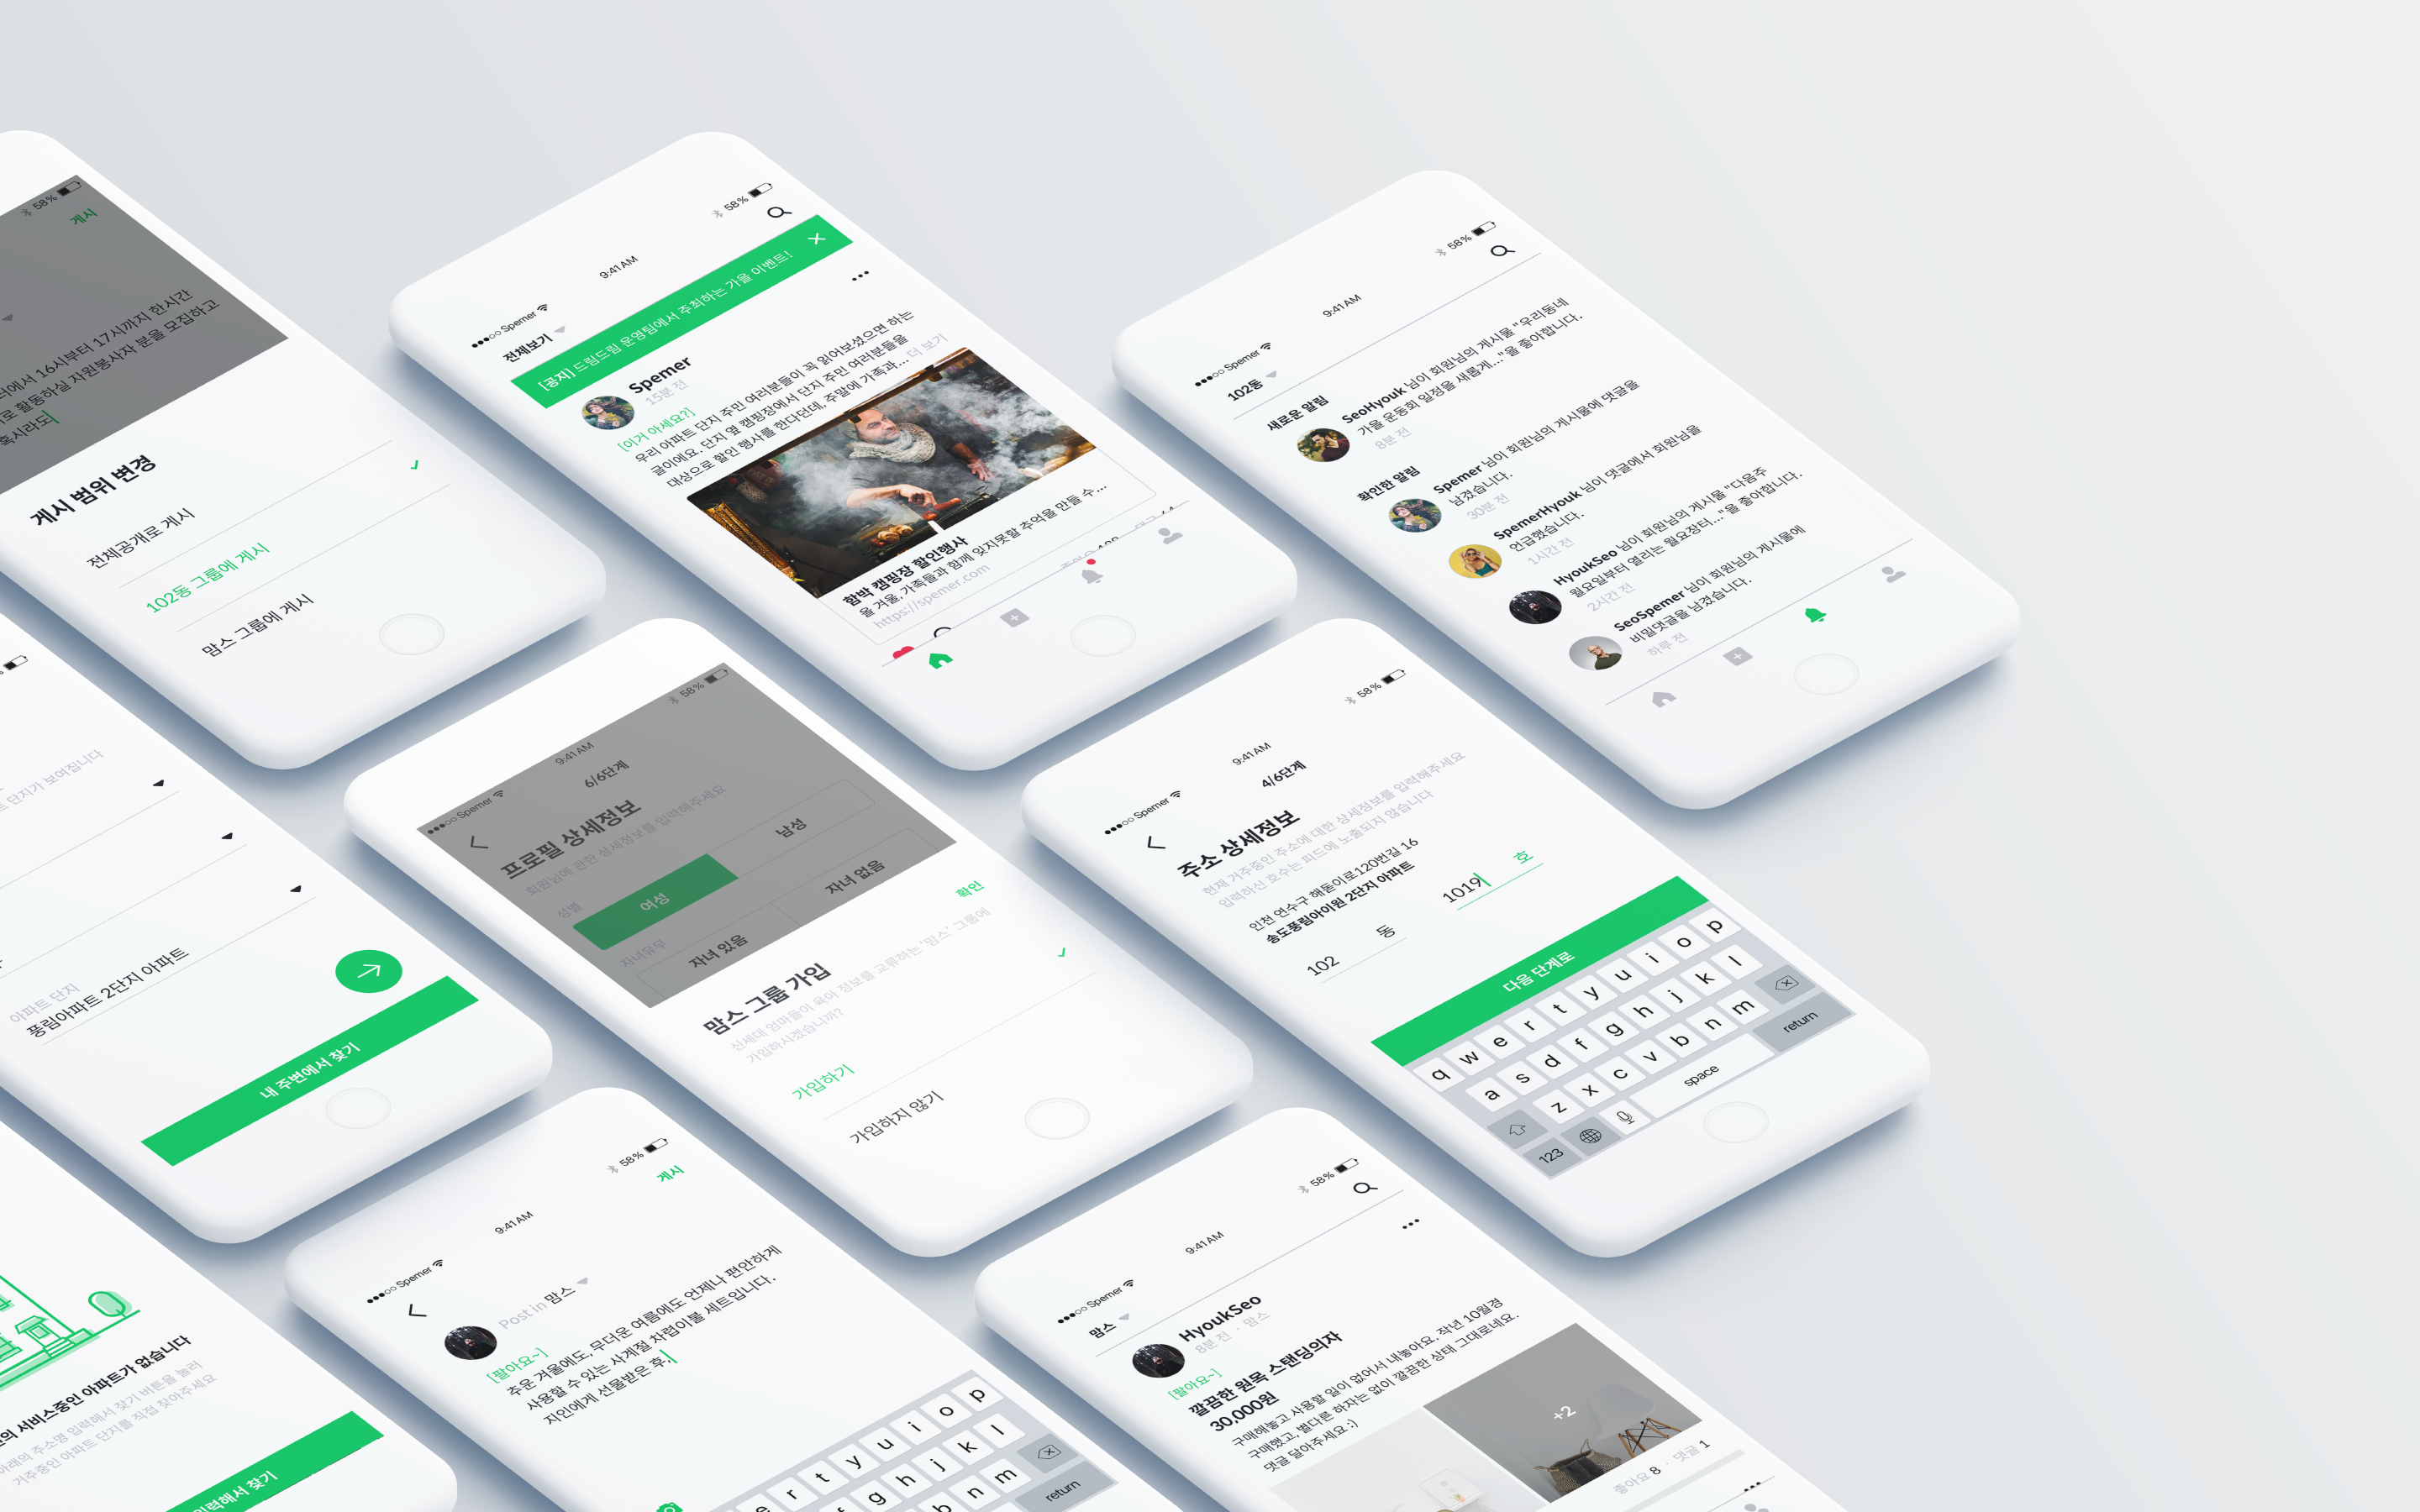 58%
게시
16시부터 17시까지 한시간
활동하실 자원봉사자 분을 모집하고
혹시라도
게시 범위 변경
전체공개로 게시
102동 그룹에 게시
맘스 그룹에 게시
Spemer
9:41 AM
58%
전체보기
[공지] 드림드림 운영팀에서 주최하는 가을 이벤트!
Spemer
15분 전
[이거 아세요?]
우리 아파트 단지 주민 여러분들이 꼭 읽어보셨으면 하는
글이에요. 단지 옆 캠핑장에서 단지 주민 여러분들을
대상으로 할인 행사를 한다던데, 주말에 가족과... 더 보기
함박 캠핑장 할인행사
올 겨울, 가족들과 함께 잊지못할 추억을 만들 수...
https://spemer.com
Spemer
9:41 AM
58%
102동
새로운 알림
SeoHyouk 님이 회원님의 게시물 "우리동네
가을 운동회 일정을 새롭게..."을 좋아합니다.
8분 전
확인한 알림
Spemer 님이 회원님의 게시물에 댓글을
남겼습니다.
30분 전
SpemerHyouk 님이 댓글에서 회원님을
언급했습니다.
1시간 전
HyoukSeo 님이 회원님의 게시물 "다음주
월요일부터 열리는 월요장터..."을 좋아합니다.
2시간 전
SeoSpemer 님이 회원님의 게시물에
비밀댓글을 남겼습니다.
하루 전
단지가 보여집니다
아파트 단지
풍림아파트 2단지 아파트
내 주변에서 찾기
Spemer
9:41 AM
58%
6/6단계
프로필 상세정보
회원님에 관한 상세정보를 입력해주세요
성별
여성
남성
자녀유무
자녀 있음
자녀 없음
확인
맘스 그룹 가입
신세대 엄마들이 육아 정보를 교류하는 '맘스' 그룹에
가입하시겠습니까?
가입하기
가입하지 않기
Spemer
9:41 AM
58%
4/6단계
주소 상세정보
현재 거주중인 주소에 대한 상세정보를 입력해주세요
입력하신 호수는 피드에 노출되지 않습니다
인천 연수구 해돋이로120번길 16
송도풍림아이원 2단지 아파트
102 동
1019 호
다음 단계로
q w e r t y u i o p
a s d f g h j k l
z x c v b n m
123
space
return
서비스중인 아파트가 없습니다
아래의 주소명 입력해서 찾기 버튼을 눌러
거주중인 아파트 단지를 직접 찾아주세요
입력해서 찾기
Spemer
9:41 AM
58%
게시
Post in 맘스
[팔아요~]
추운 겨울에도, 무더운 여름에도 언제나 편안하게
사용할 수 있는 사계절 차렵이불 세트입니다.
지인에게 선물받은 후,
e r t y u i o p
f g h j k l
b n m
return
Spemer
9:41 AM
58%
맘스
HyoukSeo
8분 전 · 맘스
[팔아요~]
깔끔한 원목 스탠딩의자
30,000원
구매해놓고 사용할 일이 없어서 내놓아요. 작년 10월경
구매했고, 별다른 하자는 없이 깔끔한 상태 그대로네요.
댓글 달아주세요 :)
+2
좋아요 8 · 댓글 1